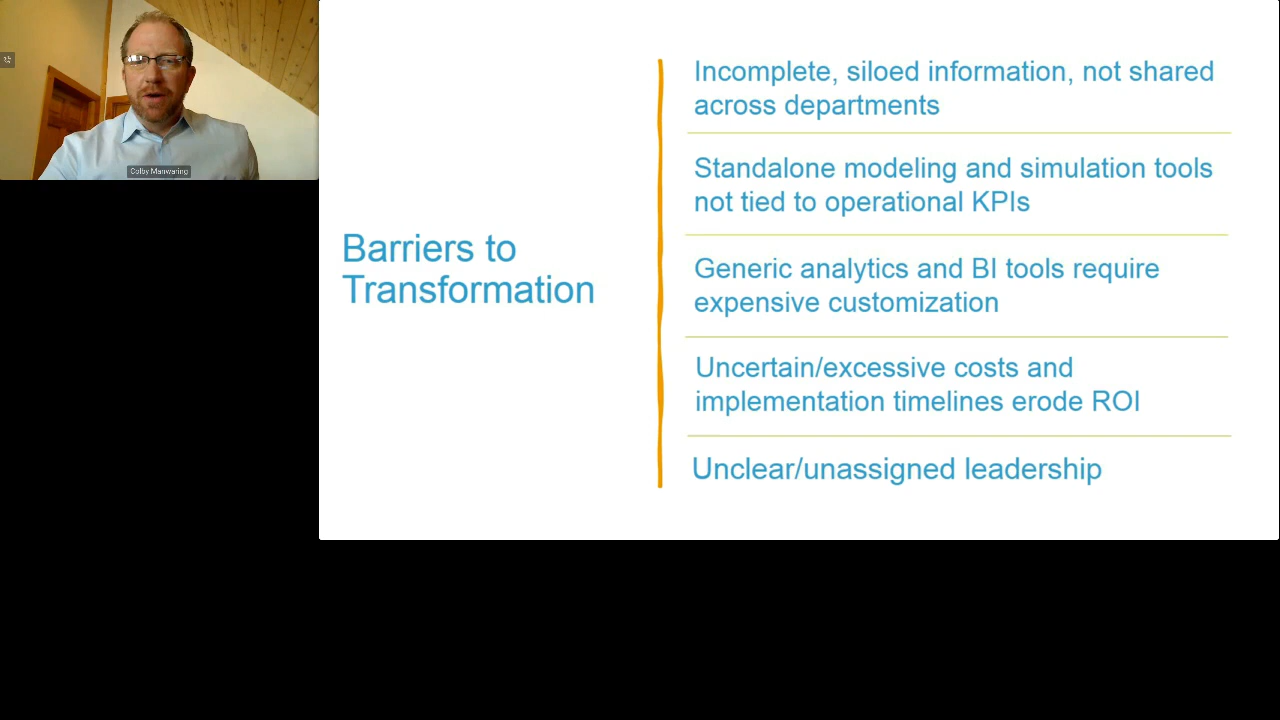 Colby Manwaring
Barriers to
Transformation
Incomplete, siloed information, not shared
across departments
Standalone modeling and simulation tools
not tied to operational KPIs
Generic analytics and BI tools require
expensive customization
Uncertain/excessive costs and
implementation timelines erode ROI
Unclear/unassigned leadership